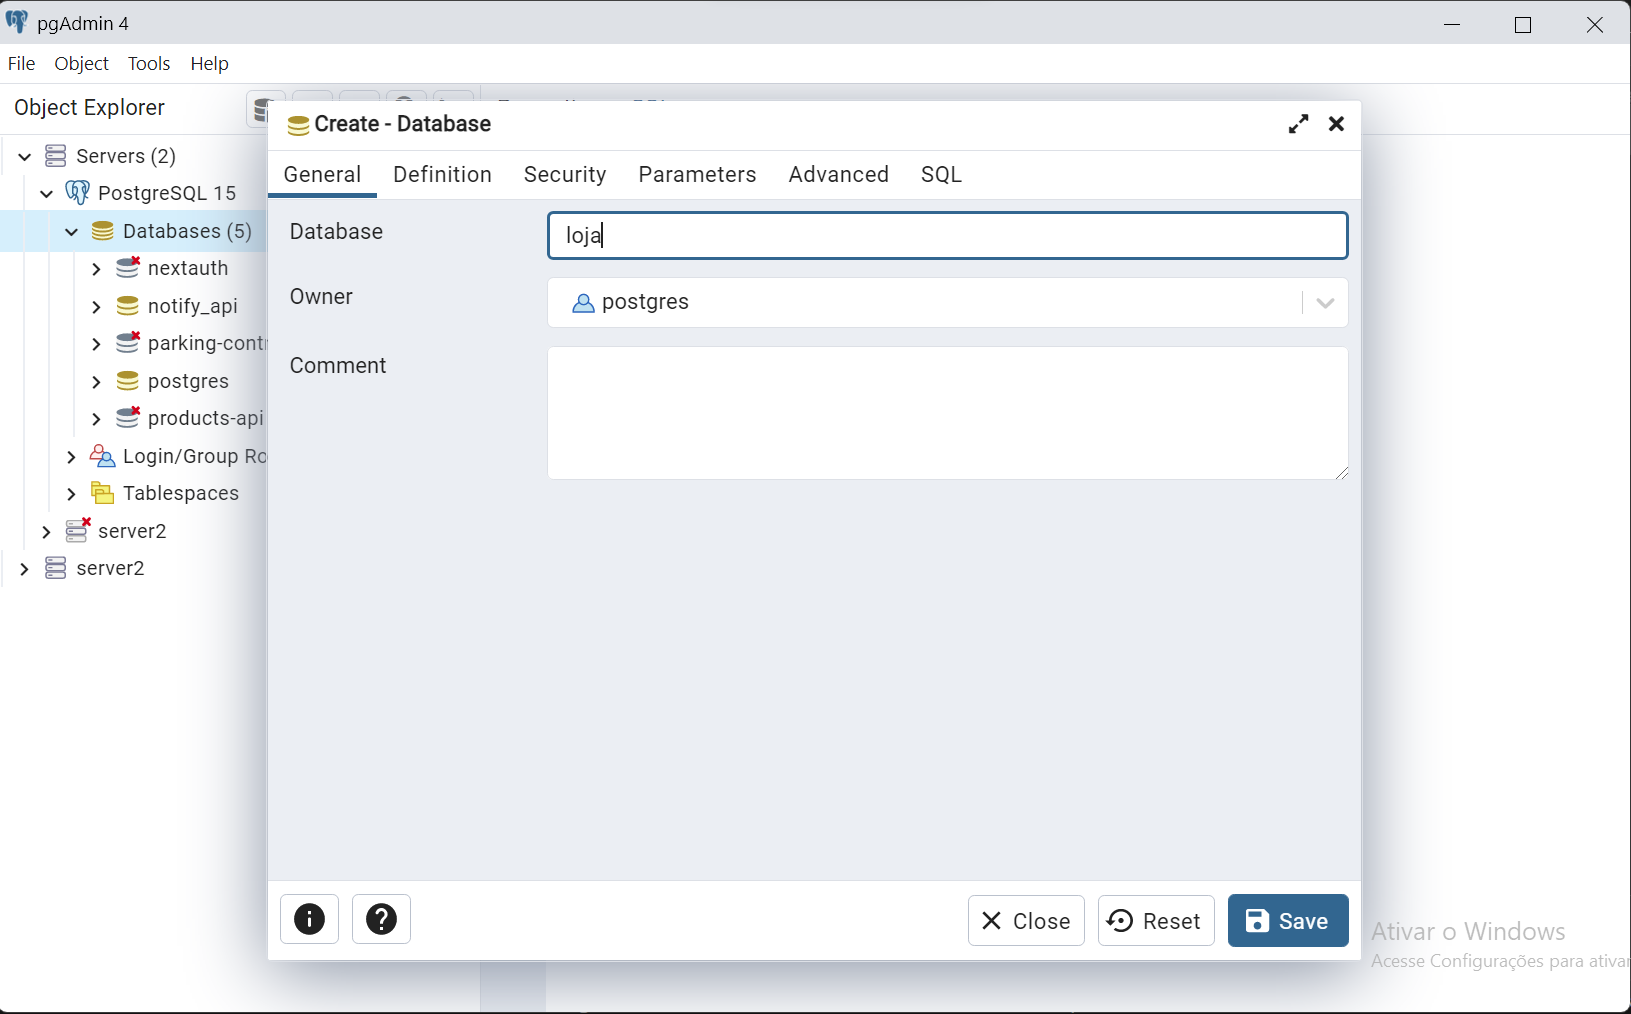 pgAdmin 4
File Object Tools Help
Object Explorer
Create - Database
General Definition Security Parameters Advanced SQL
Servers (2)
PostgreSQL 15
Databases (5)
nextauth
notify_api
parking-contr
postgres
products-api
Login/Group Ro
Tablespaces
server2
server2
Database
loja
Owner
postgres
Comment
Close
Reset
Save
Ativar o Windows
Acesse Configurações para ativar